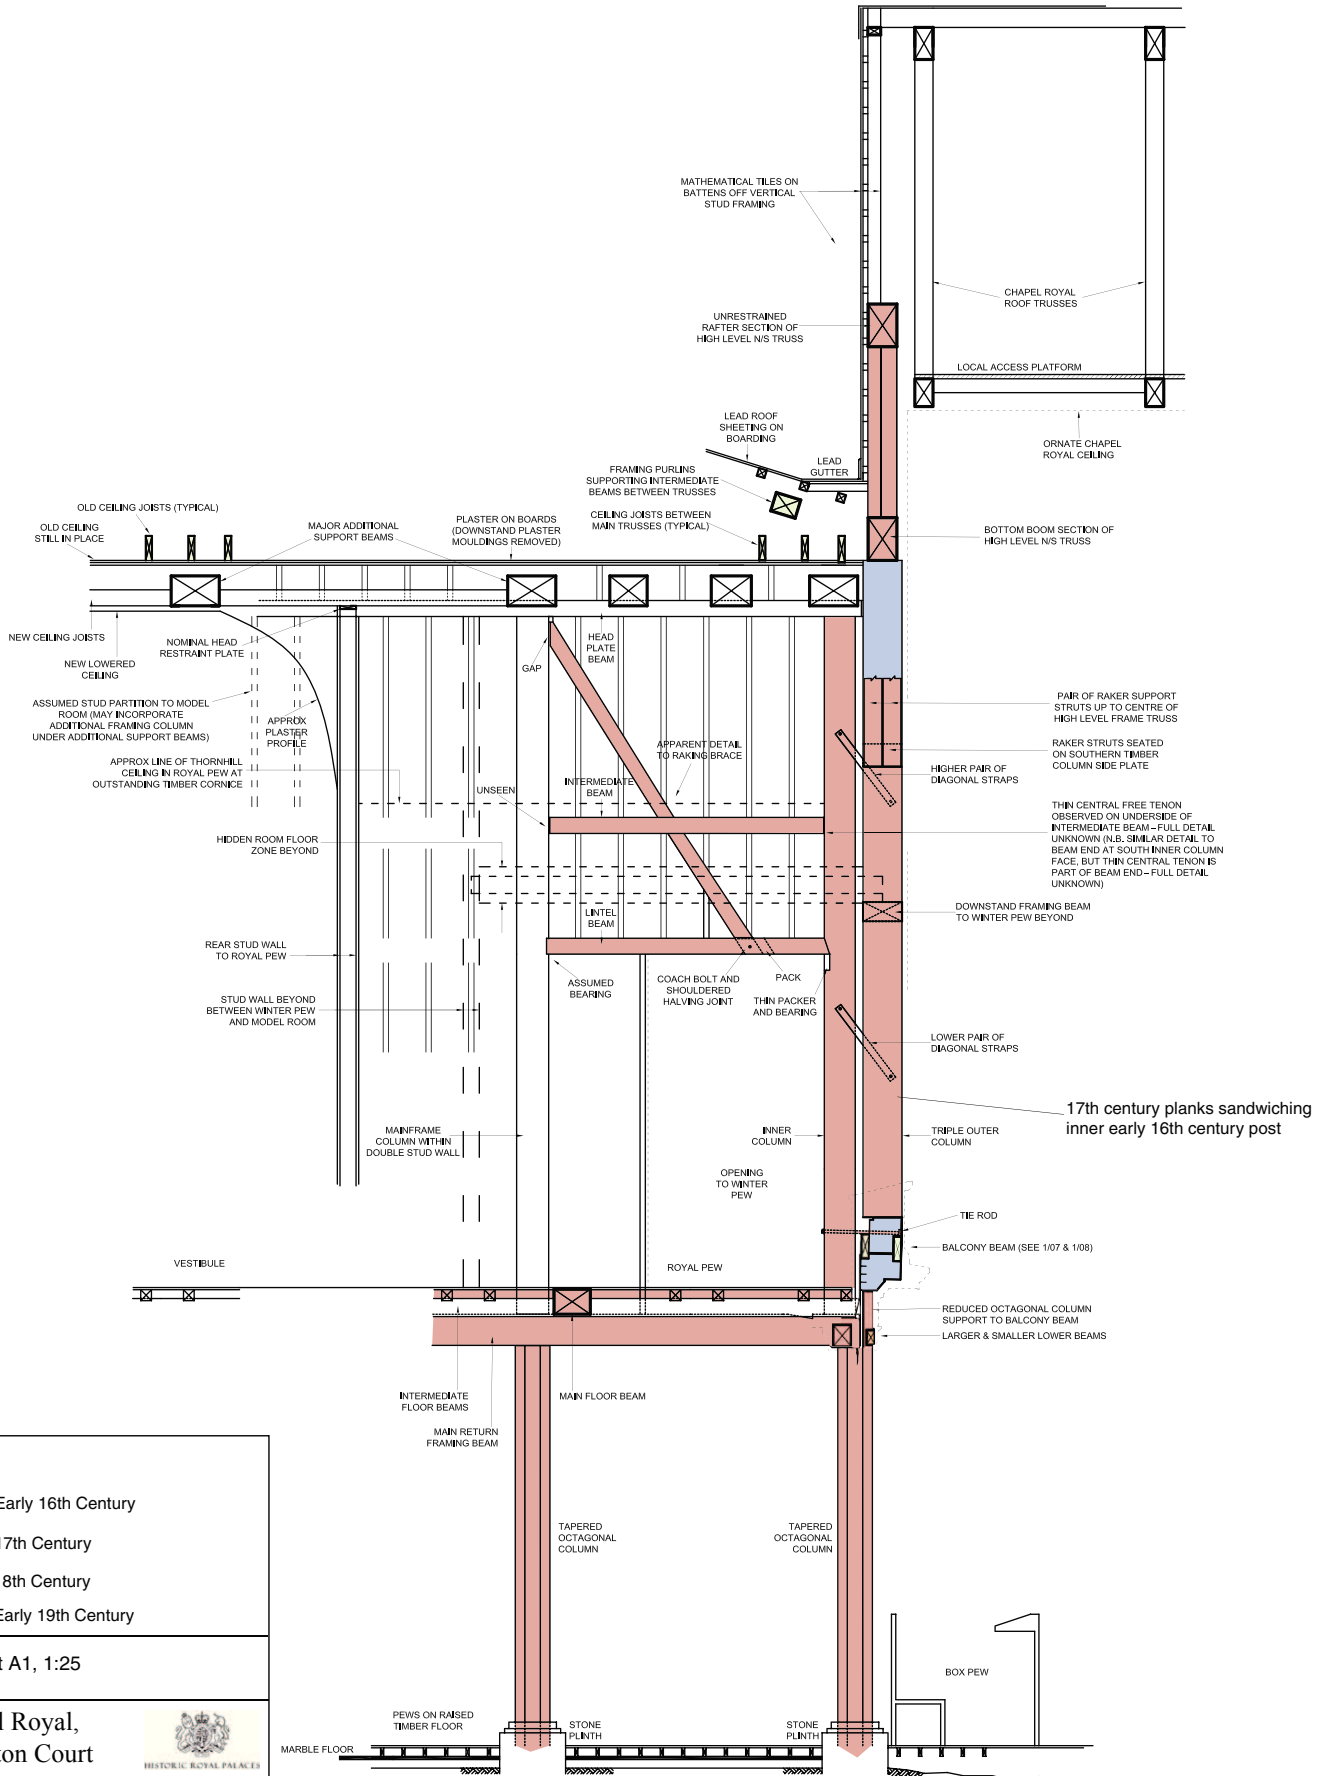 MATHEMATICAL TILES ON
BATTENS OFF VERTICAL
STUD FRAMING
CHAPEL ROYAL
ROOF TRUSSES
UNRESTRAINED
RAFTER SECTION OF
HIGH LEVEL N/S TRUSS
LOCAL ACCESS PLATFORM
LEAD ROOF
SHEETING ON
BOARDING
ORNATE CHAPEL
ROYAL CEILING
LEAD
GUTTER
FRAMING PURLINS
SUPPORTING INTERMEDIATE
BEAMS BETWEEN TRUSSES
OLD CEILING JOISTS (TYPICAL)
OLD CEILING
STILL IN PLACE
MAJOR ADDITIONAL
SUPPORT BEAMS
PLASTER ON BOARDS
(DOWNSTAND PLASTER
MOULDINGS REMOVED)
CEILING JOISTS BETWEEN
MAIN TRUSSES (TYPICAL)
BOTTOM BOOM SECTION OF
HIGH LEVEL N/S TRUSS
NEW CEILING JOISTS
NEW LOWERED
CEILING
NOMINAL HEAD
RESTRAINT PLATE
GAP
HEAD
PLATE
BEAM
ASSUMED STUD PARTITION TO MODEL
ROOM (MAY INCORPORATE
ADDITIONAL FRAMING COLUMN
UNDER ADDITIONAL SUPPORT BEAMS)
APPROX
PLASTER
PROFILE
PAIR OF RAKER SUPPORT
STRUTS UP TO CENTRE OF
HIGH LEVEL FRAME TRUSS
APPROX LINE OF THORNHILL
CEILING IN ROYAL PEW AT
OUTSTANDING TIMBER CORNICE
APPARENT DETAIL
TO RAKING BRACE
RAKER STRUTS SEATED
ON SOUTHERN TIMBER
COLUMN SIDE PLATE
UNSEEN
INTERMEDIATE
BEAM
HIGHER PAIR OF
DIAGONAL STRAPS
HIDDEN ROOM FLOOR
ZONE BEYOND
THIN CENTRAL FREE TENON
OBSERVED ON UNDERSIDE OF
INTERMEDIATE BEAM – FULL DETAIL
UNKNOWN (N.B. SIMILAR DETAIL TO
BEAM END AT SOUTH INNER COLUMN
FACE, BUT THIN CENTRAL TENON IS
PART OF BEAM END – FULL DETAIL
UNKNOWN)
LINTEL
BEAM
DOWNSTAND FRAMING BEAM
TO WINTER PEW BEYOND
REAR STUD WALL
TO ROYAL PEW
ASSUMED
BEARING
COACH BOLT AND
SHOULDERED
HALVING JOINT
PACK
THIN PACKER
AND BEARING
STUD WALL BEYOND
BETWEEN WINTER PEW
AND MODEL ROOM
LOWER PAIR OF
DIAGONAL STRAPS
17th century planks sandwiching
inner early 16th century post
MAINFRAME
COLUMN WITHIN
DOUBLE STUD WALL
INNER
COLUMN
TRIPLE OUTER
COLUMN
OPENING
TO WINTER
PEW
TIE ROD
BALCONY BEAM (SEE 1/07 & 1/08)
VESTIBULE
ROYAL PEW
REDUCED OCTAGONAL COLUMN
SUPPORT TO BALCONY BEAM
LARGER & SMALLER LOWER BEAMS
INTERMEDIATE
FLOOR BEAMS
MAIN FLOOR BEAM
MAIN RETURN
FRAMING BEAM
Early 16th Century
17th Century
8th Century
Early 19th Century
TAPERED
OCTAGONAL
COLUMN
TAPERED
OCTAGONAL
COLUMN
t A1, 1:25
l Royal,
ton Court
HISTORIC ROYAL PALACES
PEWS ON RAISED
TIMBER FLOOR
MARBLE FLOOR
STONE
PLINTH
STONE
PLINTH
BOX PEW